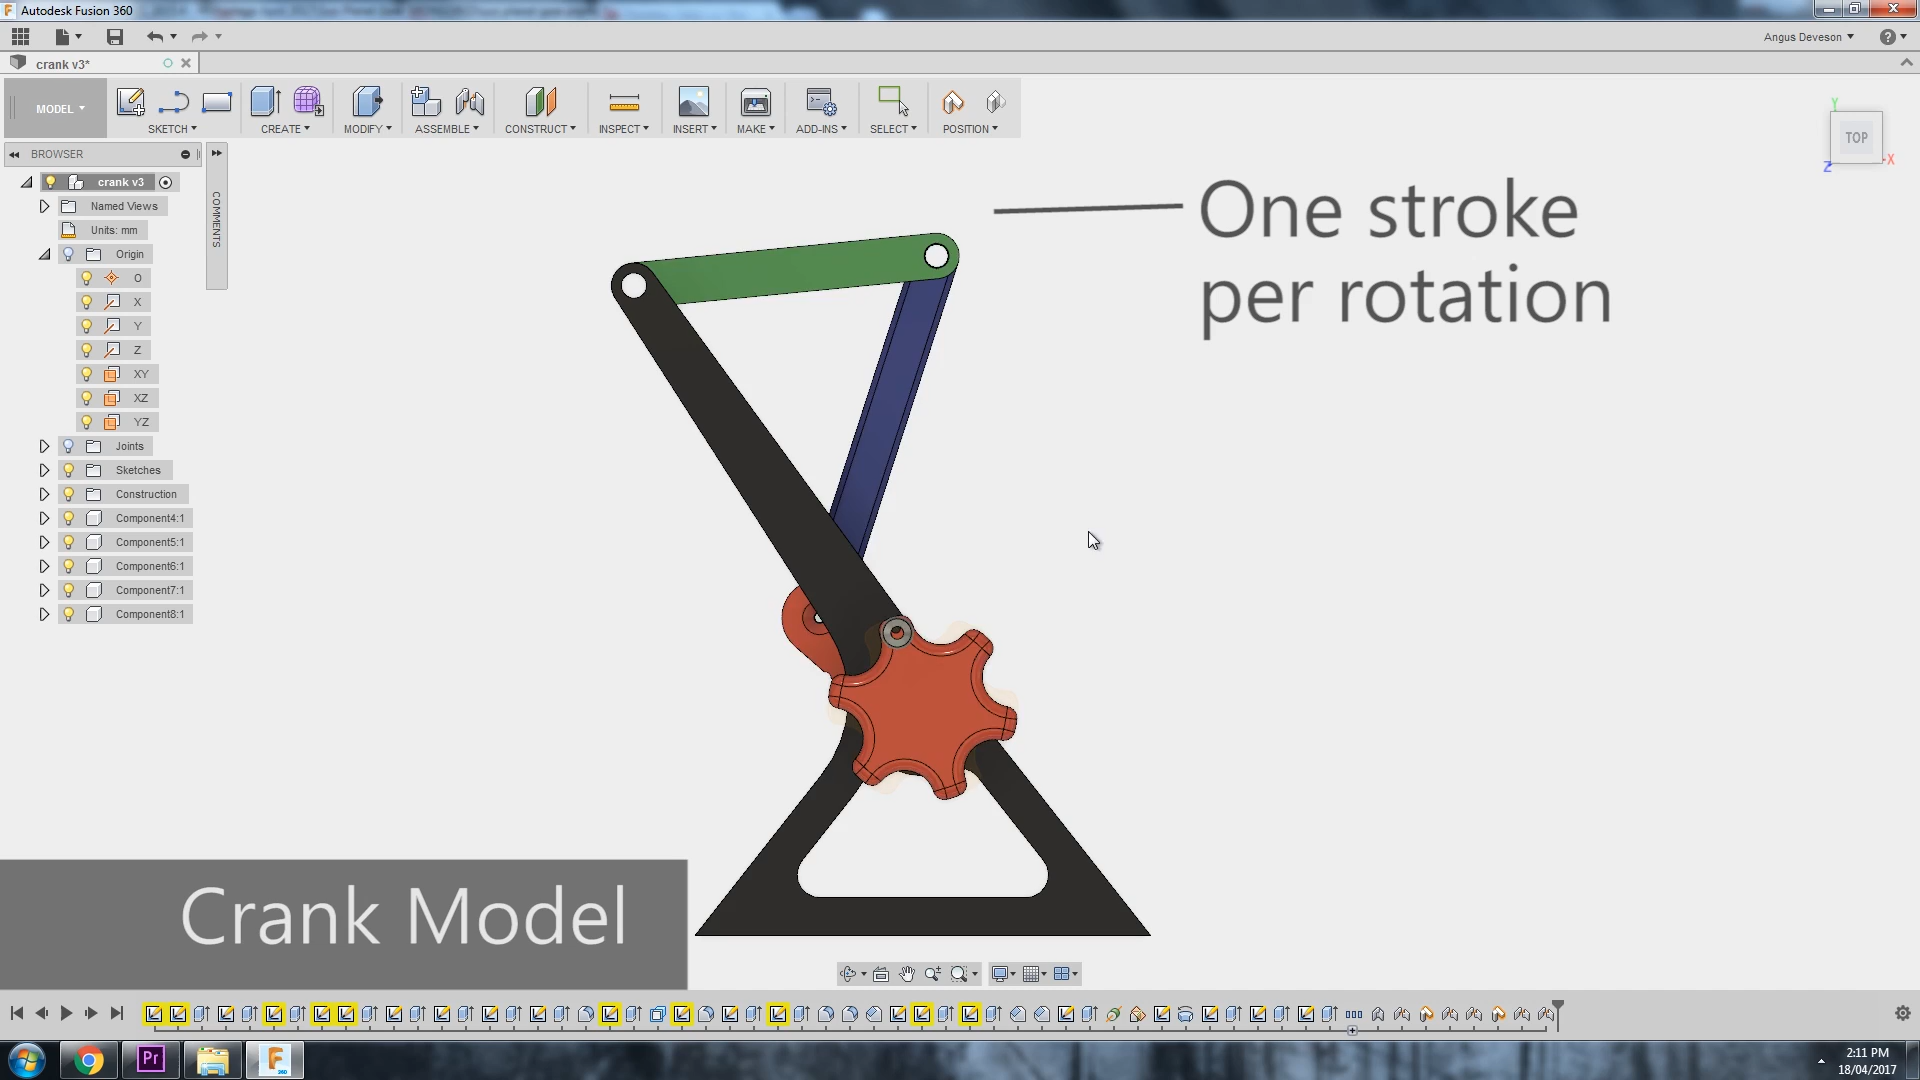 Autodesk Fusion 360
Angus Deveson
crank v3*
MODEL
SKETCH
CREATE
MODIFY
ASSEMBLE
CONSTRUCT
INSPECT
INSERT
MAKE
ADD-INS
SELECT
POSITION
BROWSER
COMMENTS
crank v3
Named Views
Units: mm
Origin
O
X
Y
Z
XY
XZ
YZ
Joints
Sketches
Construction
Component4:1
Component5:1
Component6:1
Component7:1
Component8:1
Y
TOP
X
Z
One stroke
per rotation
Crank Model
Pr
F
360
2:11 PM
18/04/2017